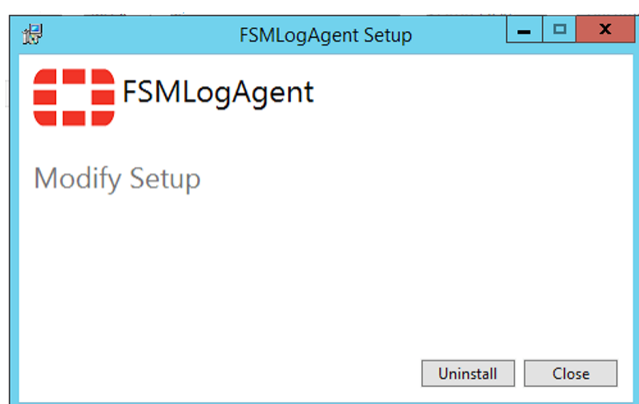 FSMLogAgent Setup
FSMLogAgent
Modify Setup
Uninstall
Close